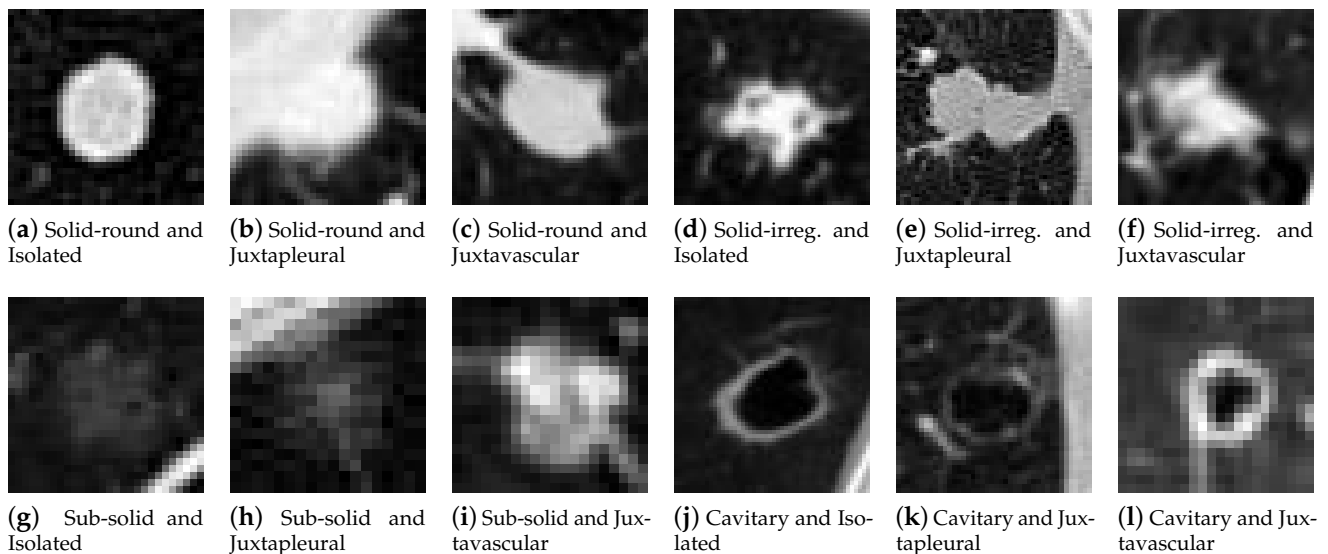 (a) Solid-round and
Isolated
(b) Solid-round and
Juxtapleural
(c) Solid-round and
Juxtavascular
(d) Solid-irreg. and
Isolated
(e) Solid-irreg. and
Juxtapleural
(f) Solid-irreg. and
Juxtavascular
(g) Sub-solid and
Isolated
(h) Sub-solid and
Juxtapleural
(i) Sub-solid and Jux-
tavascular
(j) Cavitary and Iso-
lated
(k) Cavitary and Jux-
tapleural
(l) Cavitary and Jux-
tavascular